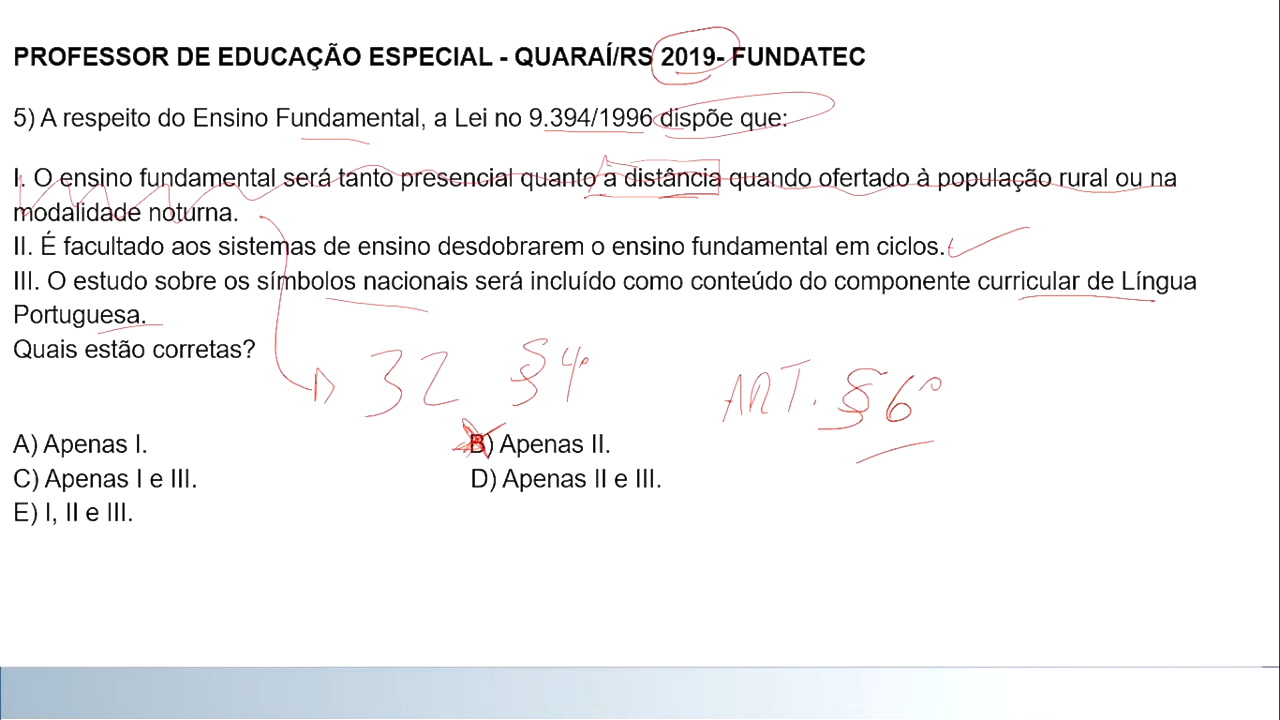 PROFESSOR DE EDUCAÇÃO ESPECIAL - QUARAÍ/RS 2019- FUNDATEC
5) A respeito do Ensino Fundamental, a Lei no 9.394/1996 dispõe que:
I. O ensino fundamental será tanto presencial quanto a distância quando ofertado à população rural ou na
modalidade noturna.
II. É facultado aos sistemas de ensino desdobrarem o ensino fundamental em ciclos.
III. O estudo sobre os símbolos nacionais será incluído como conteúdo do componente curricular de Língua
Portuguesa.
Quais estão corretas?
32 §4º
ART. §6º
A) Apenas I.
B) Apenas II.
C) Apenas I e III.
D) Apenas II e III.
E) I, II e III.